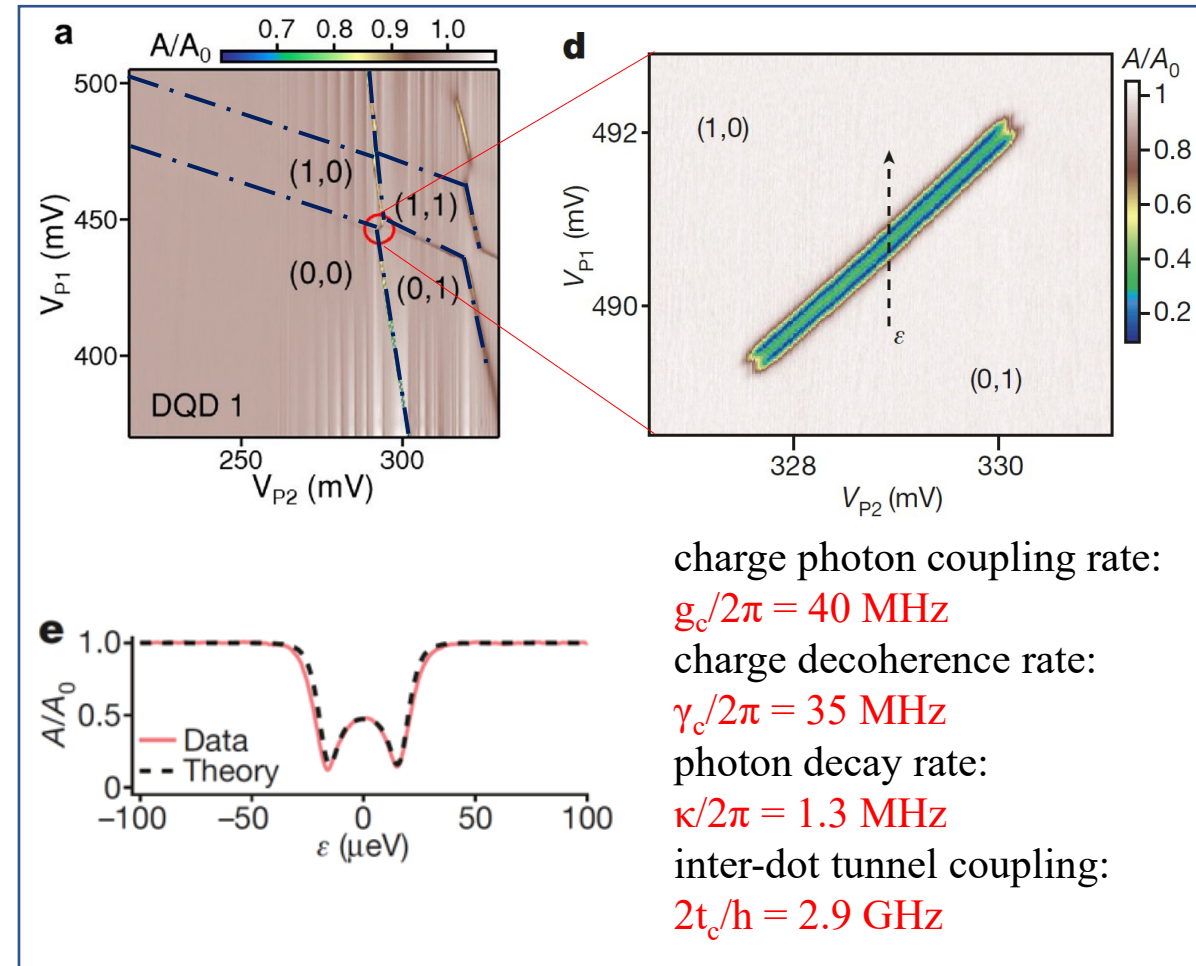 a
A/A0
0.7 0.8 0.9 1.0
500
450
400
VP1 (mV)
(1,0)
(1,1)
(0,0)
(0,1)
DQD 1
250 300
VP2 (mV)
d
A/A0
1
0.8
0.6
0.4
0.2
(1,0)
492
490
VP1 (mV)
ε
(0,1)
328 330
VP2 (mV)
e
1.0
0.5
0
A/A0
Data
Theory
−100 −50 0 50 100
ε (μeV)
charge photon coupling rate:
gc/2π = 40 MHz
charge decoherence rate:
γc/2π = 35 MHz
photon decay rate:
κ/2π = 1.3 MHz
inter-dot tunnel coupling:
2tc/h = 2.9 GHz